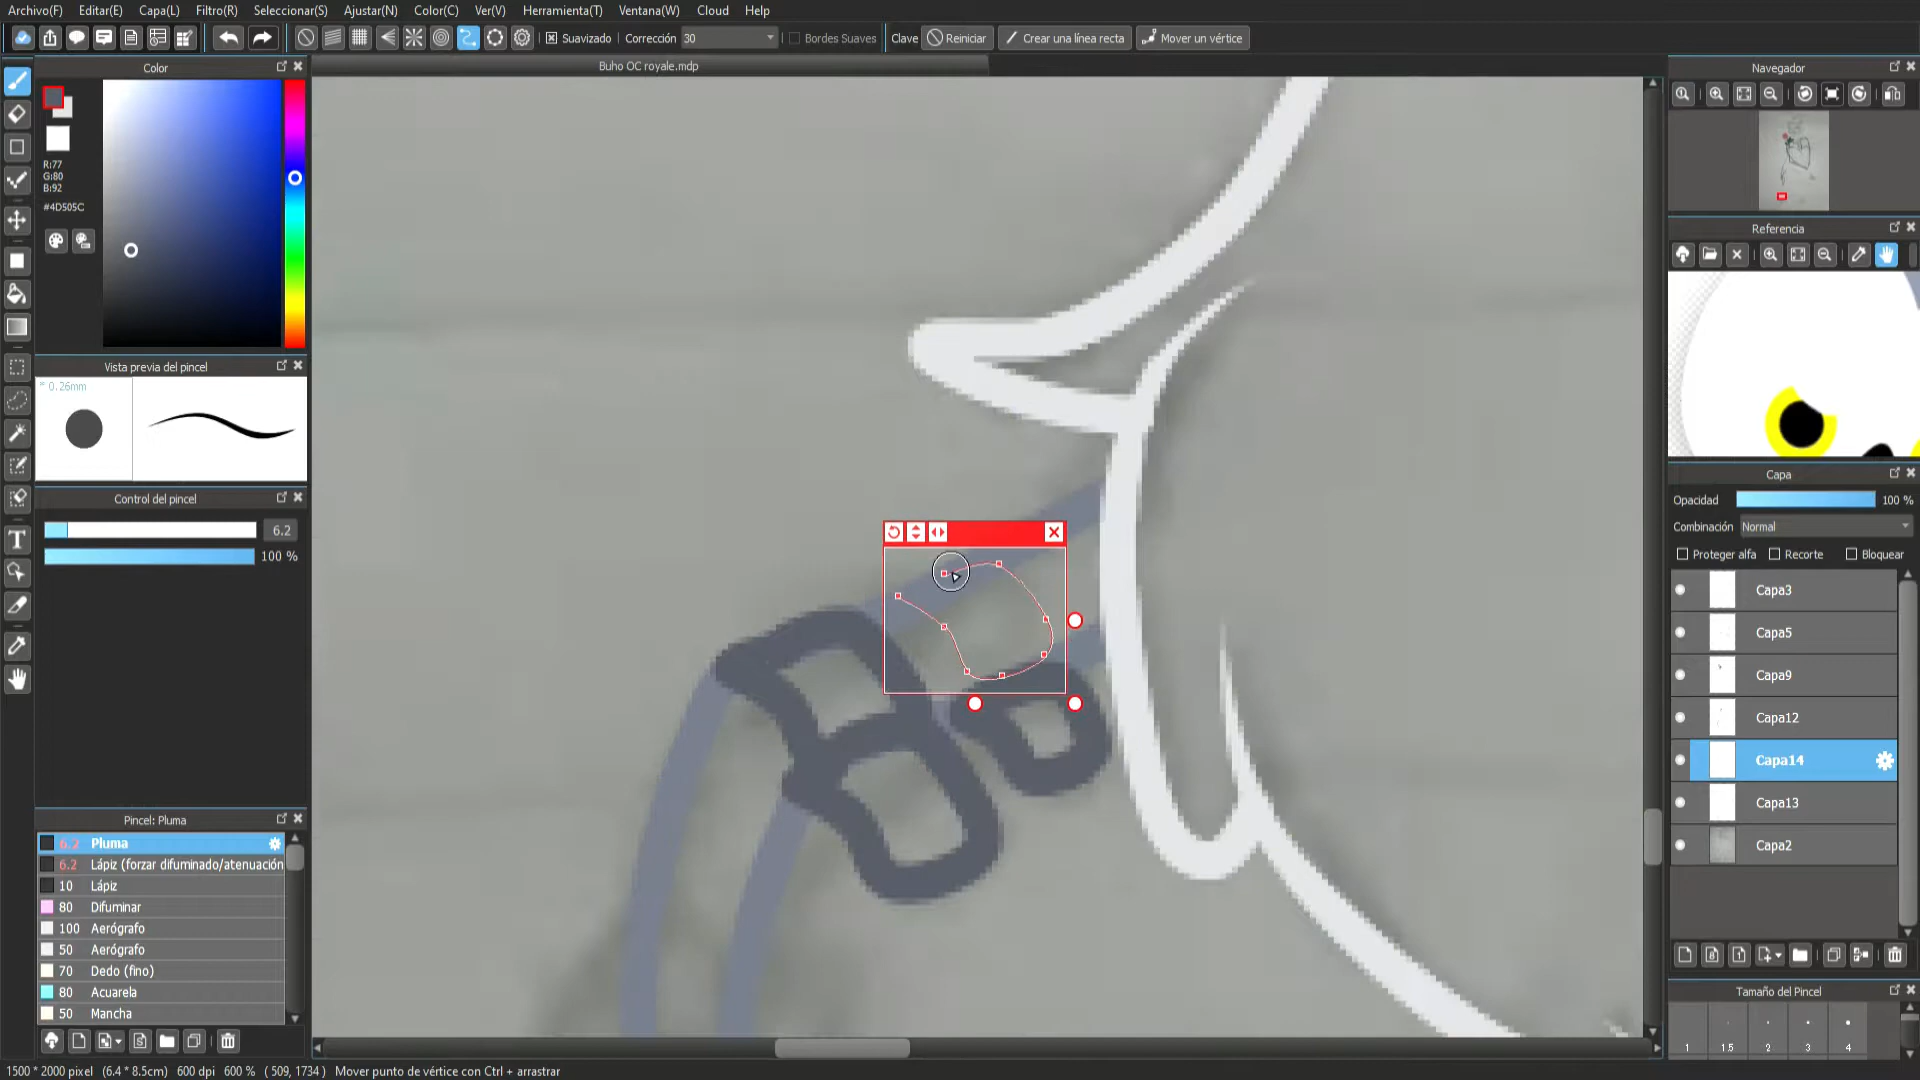 Archivo(F) Editar(E) Capa(L) Filtro(R) Seleccionar(S) Ajustar(N) Color(C) Ver(V) Herramienta(T) Ventana(W) Cloud Help
Suavizado Corrección 30 Bordes Suaves Clave Reiniciar Crear una línea recta Mover un vértice
Color
Buho OC royale.mdp
Navegador
R:77
G:80
B:92
#4D505C
Referencia
Vista previa del pincel
* 0.26mm
Capa
Opacidad 100 %
Combinación Normal
Proteger alfa Recorte Bloquear
Control del pincel
6.2
100 %
Capa3
Capa5
Capa9
Capa12
Capa14
Capa13
Capa2
Pincel: Pluma
6.2 Pluma
6.2 Lápiz (forzar difuminado/atenuación
10 Lápiz
80 Difuminar
100 Aerógrafo
50 Aerógrafo
70 Dedo (fino)
80 Acuarela
50 Mancha
Tamaño del Pincel
1 1.5 2 3 4
1500 * 2000 pixel (6.4 * 8.5cm) 600 dpi 600 % ( 509, 1734 ) Mover punto de vértice con Ctrl + arrastrar